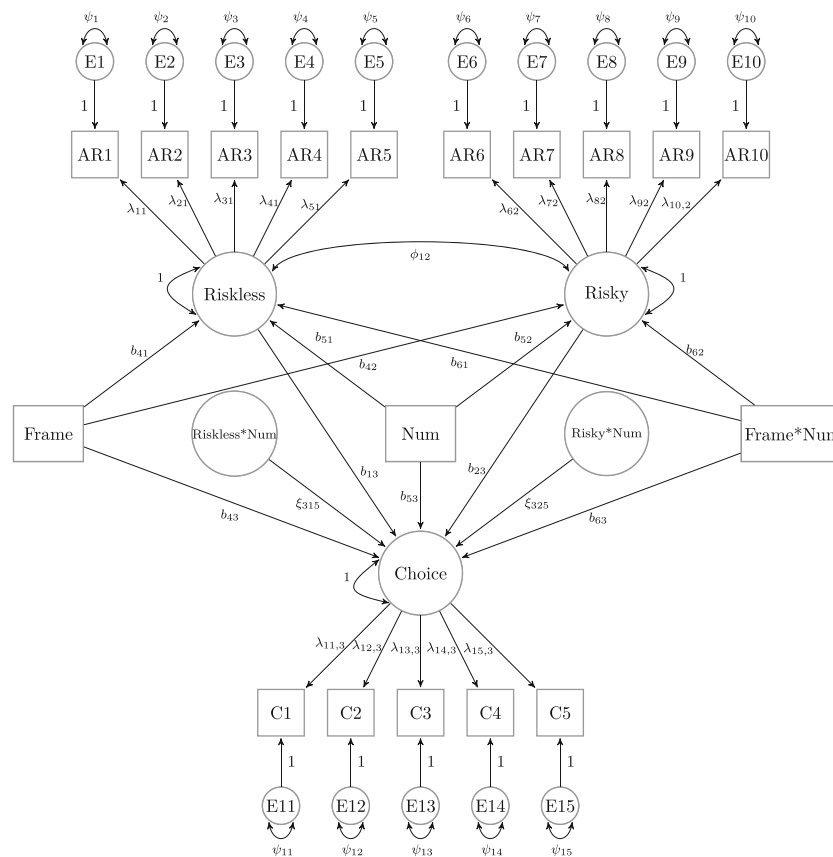 ψ₁ ψ₂ ψ₃ ψ₄ ψ₅ ψ₆ ψ₇ ψ₈ ψ₉ ψ₁₀
E1 E2 E3 E4 E5 E6 E7 E8 E9 E10
1 1 1 1 1 1 1 1 1 1
AR1 AR2 AR3 AR4 AR5 AR6 AR7 AR8 AR9 AR10
λ₁₁ λ₂₁ λ₃₁ λ₄₁ λ₅₁ λ₆₂ λ₇₂ λ₈₂ λ₉₂ λ₁₀,₂
ϕ₁₂
1 Riskless Risky 1
b₄₁ b₅₁ b₄₂ b₆₁ b₅₂ b₆₂
Frame Riskless*Num Num Risky*Num Frame*Num
b₄₃ ξ₃₁₅ b₁₃ b₅₃ b₂₃ ξ₃₂₅ b₆₃
1 Choice
λ₁₁,₃ λ₁₂,₃ λ₁₃,₃ λ₁₄,₃ λ₁₅,₃
C1 C2 C3 C4 C5
1 1 1 1 1
E11 E12 E13 E14 E15
ψ₁₁ ψ₁₂ ψ₁₃ ψ₁₄ ψ₁₅